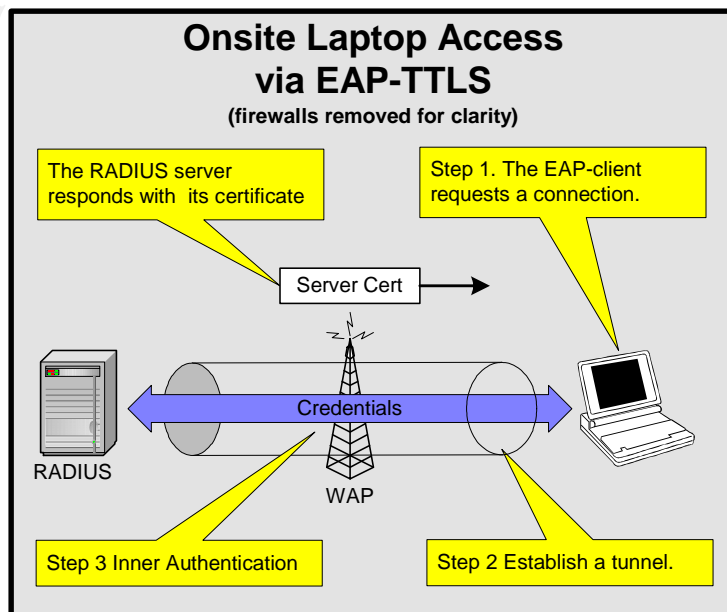 Onsite Laptop Access
via EAP-TTLS
(firewalls removed for clarity)
The RADIUS server
responds with its certificate
Step 1. The EAP-client
requests a connection.
Server Cert
Credentials
RADIUS
WAP
Step 3 Inner Authentication
Step 2 Establish a tunnel.